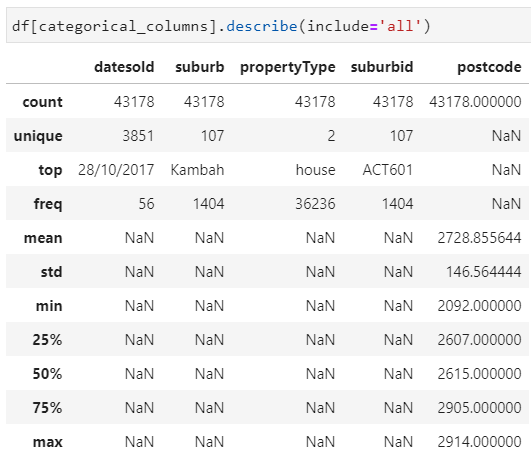 df[categorical_columns].describe(include='all')
datesold suburb propertyType suburbid postcode
count 43178 43178 43178 43178 43178.000000
unique 3851 107 2 107 NaN
top 28/10/2017 Kambah house ACT601 NaN
freq 56 1404 36236 1404 NaN
mean NaN NaN NaN NaN 2728.855644
std NaN NaN NaN NaN 146.564444
min NaN NaN NaN NaN 2092.000000
25% NaN NaN NaN NaN 2607.000000
50% NaN NaN NaN NaN 2615.000000
75% NaN NaN NaN NaN 2905.000000
max NaN NaN NaN NaN 2914.000000